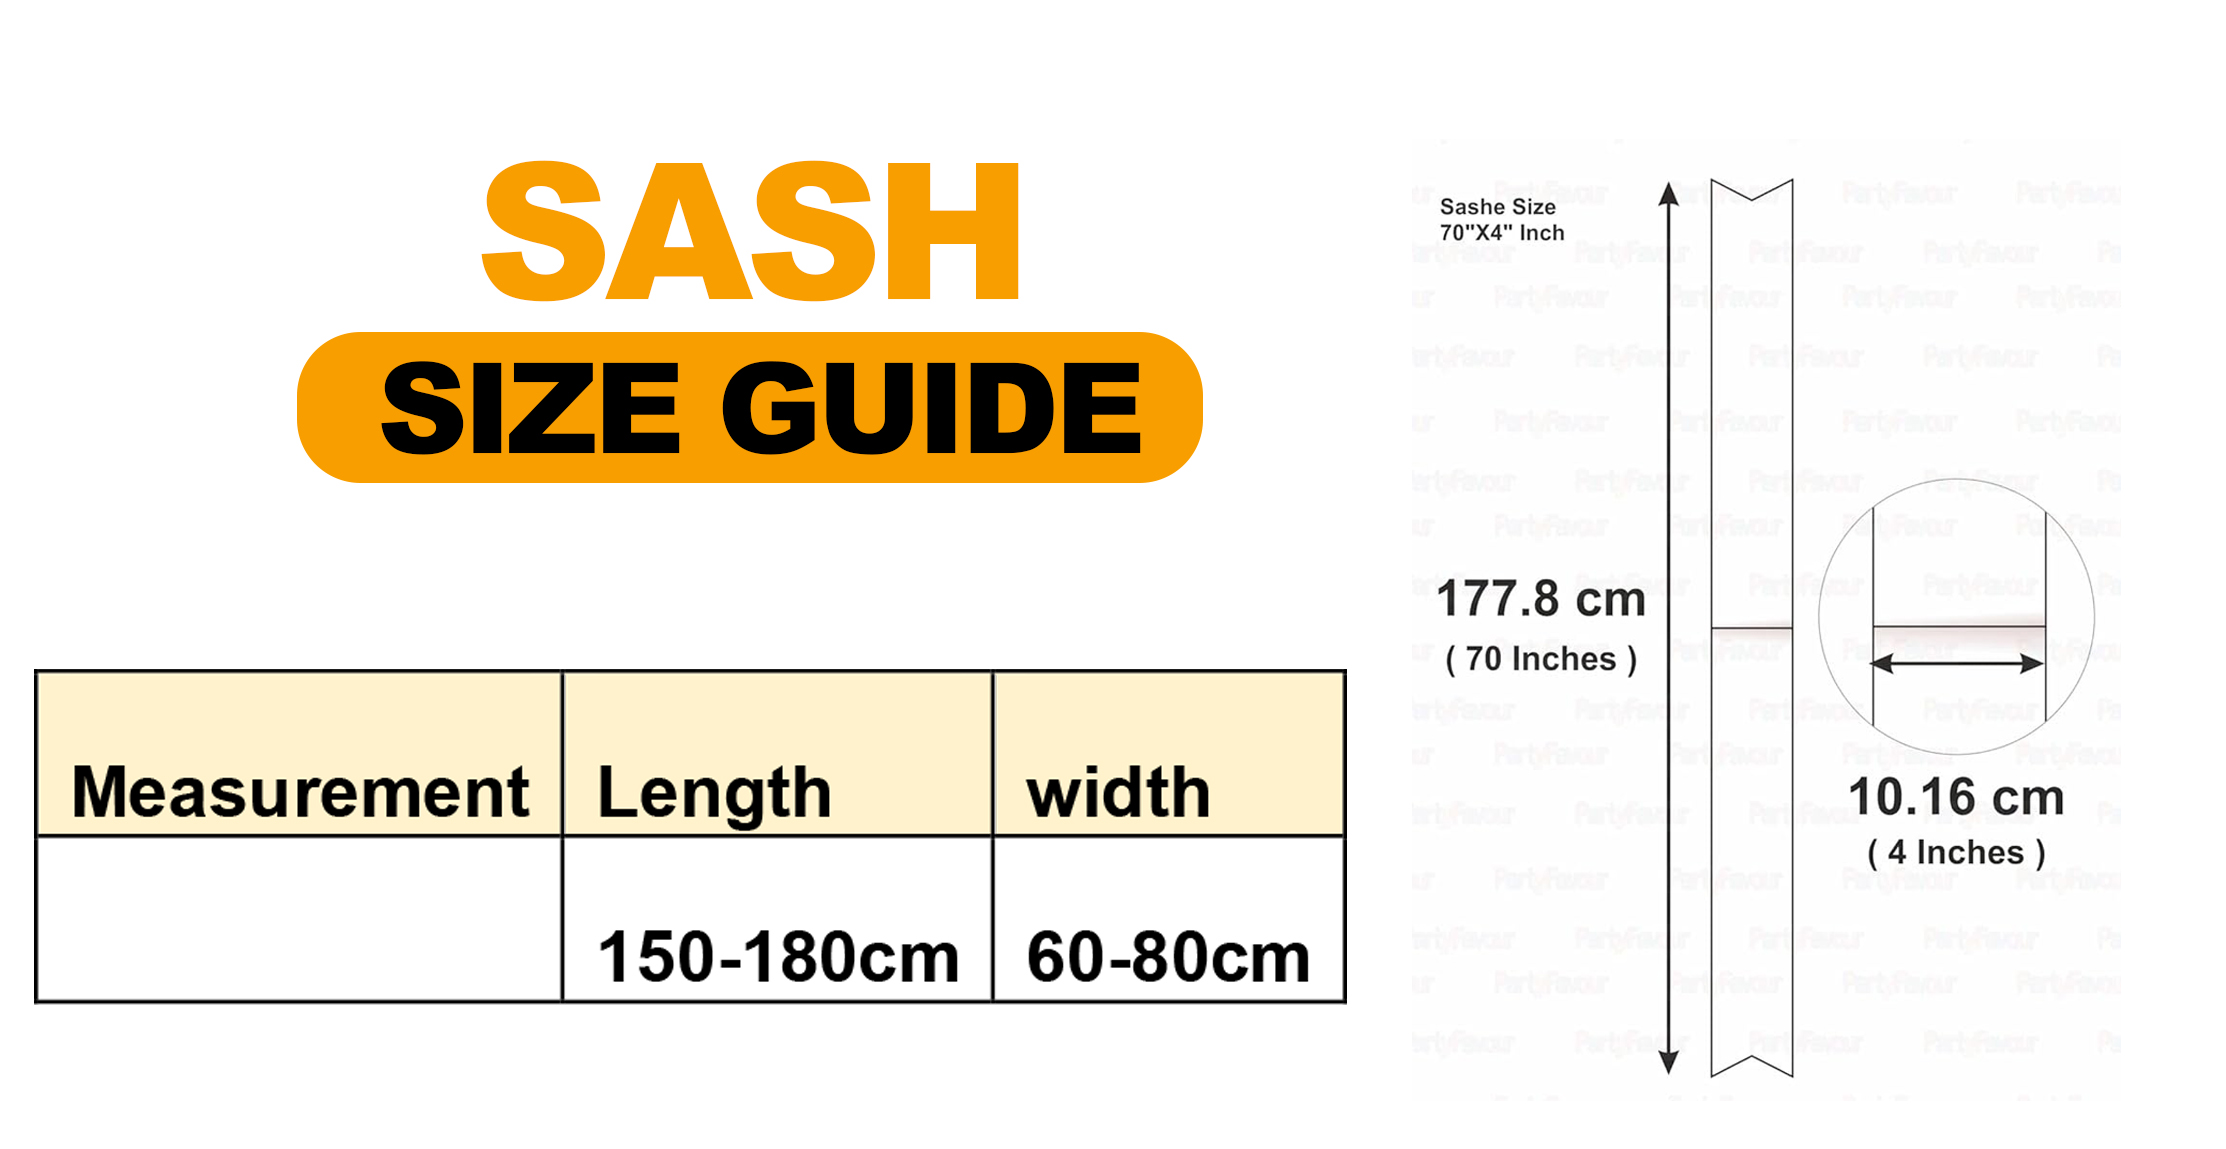 SASH
SIZE GUIDE
Measurement Length width
150-180cm 60-80cm
Sashe Size
70"X4" Inch
177.8 cm
( 70 Inches )
10.16 cm
( 4 Inches )
PartyFavour